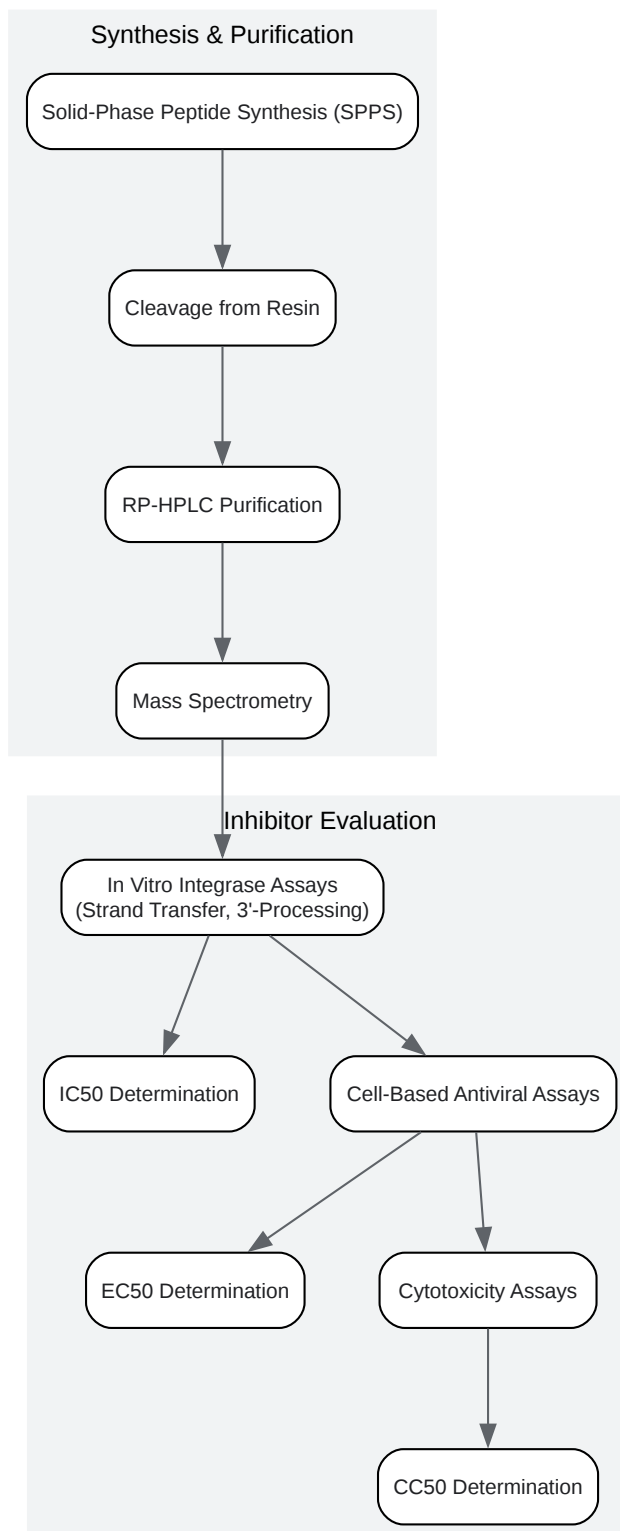 Synthesis & Purification
Solid-Phase Peptide Synthesis (SPPS)
Cleavage from Resin
RP-HPLC Purification
Mass Spectrometry
Inhibitor Evaluation
In Vitro Integrase Assays
(Strand Transfer, 3'-Processing)
IC50 Determination
Cell-Based Antiviral Assays
EC50 Determination
Cytotoxicity Assays
CC50 Determination